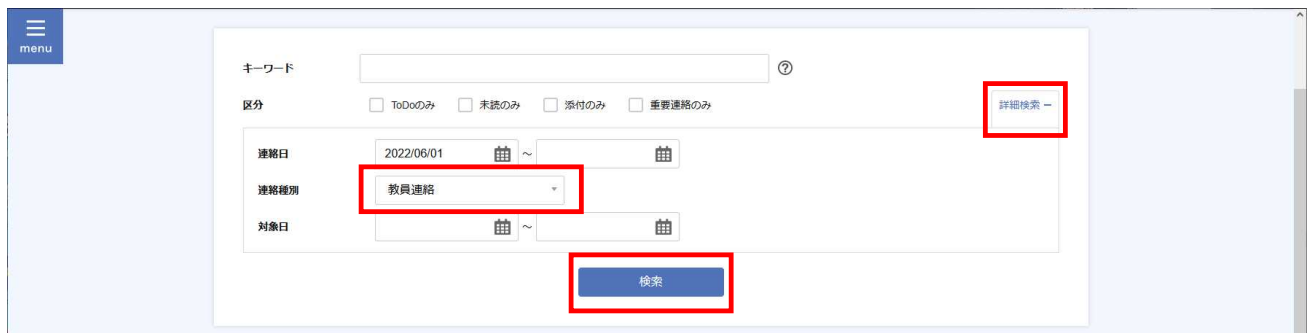 menu
キーワード
区分 ToDoのみ 未読のみ 添付のみ 重要連絡のみ 詳細検索 −
連絡日 2022/06/01 ～
連絡種別 教員連絡
対象日 ～
検索